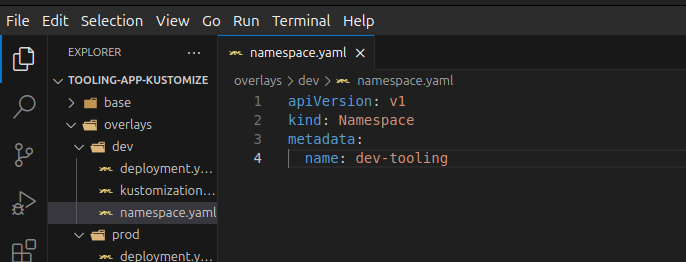 File Edit Selection View Go Run Terminal Help
EXPLORER ...
namespace.yaml
TOOLING-APP-KUSTOMIZE
overlays > dev > namespace.yaml
base
overlays
dev
deployment.y...
kustomization...
namespace.yaml
prod
deployment.y...
1 apiVersion: v1
2 kind: Namespace
3 metadata:
4 name: dev-tooling